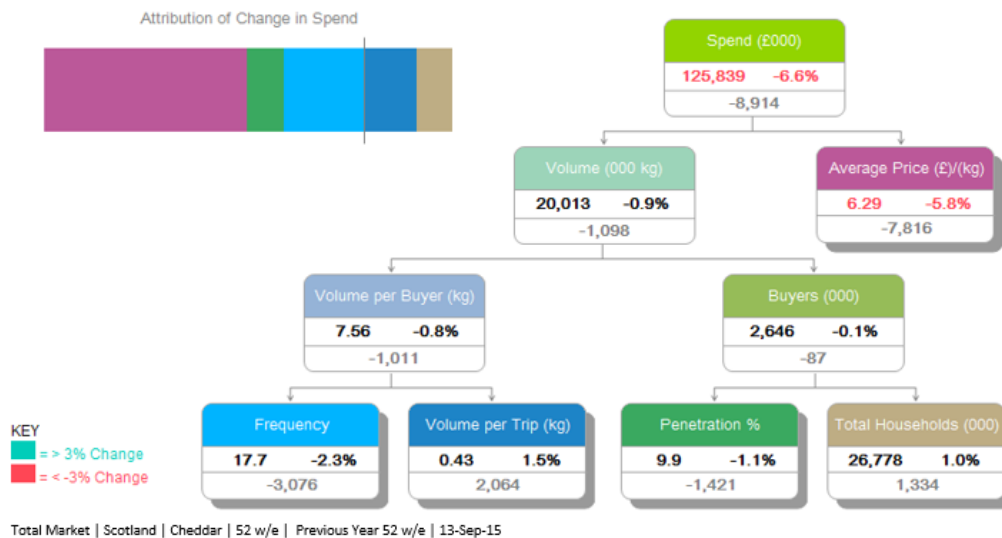 Attribution of Change in Spend
Spend (£000)
125,839 -6.6%
-8,914
Volume (000 kg)
20,013 -0.9%
-1,098
Average Price (£)/(kg)
6.29 -5.8%
-7,816
Volume per Buyer (kg)
7.56 -0.8%
-1,011
Buyers (000)
2,646 -0.1%
-87
Frequency
17.7 -2.3%
-3,076
Volume per Trip (kg)
0.43 1.5%
2,064
Penetration %
9.9 -1.1%
-1,421
Total Households (000)
26,778 1.0%
1,334
KEY
= > 3% Change
= < -3% Change
Total Market | Scotland | Cheddar | 52 w/e | Previous Year 52 w/e | 13-Sep-15